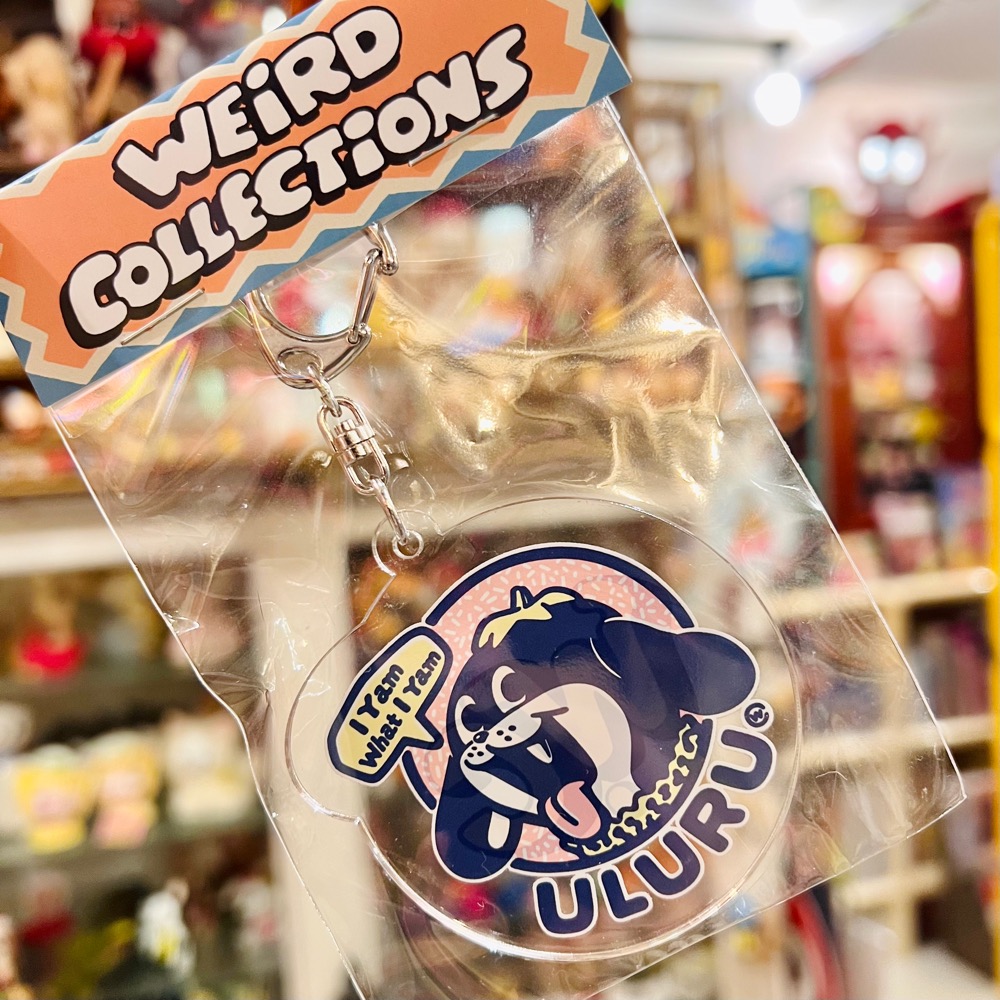 WEiRD
COLLECTiONS
I Yam
What I Yam
ULURU